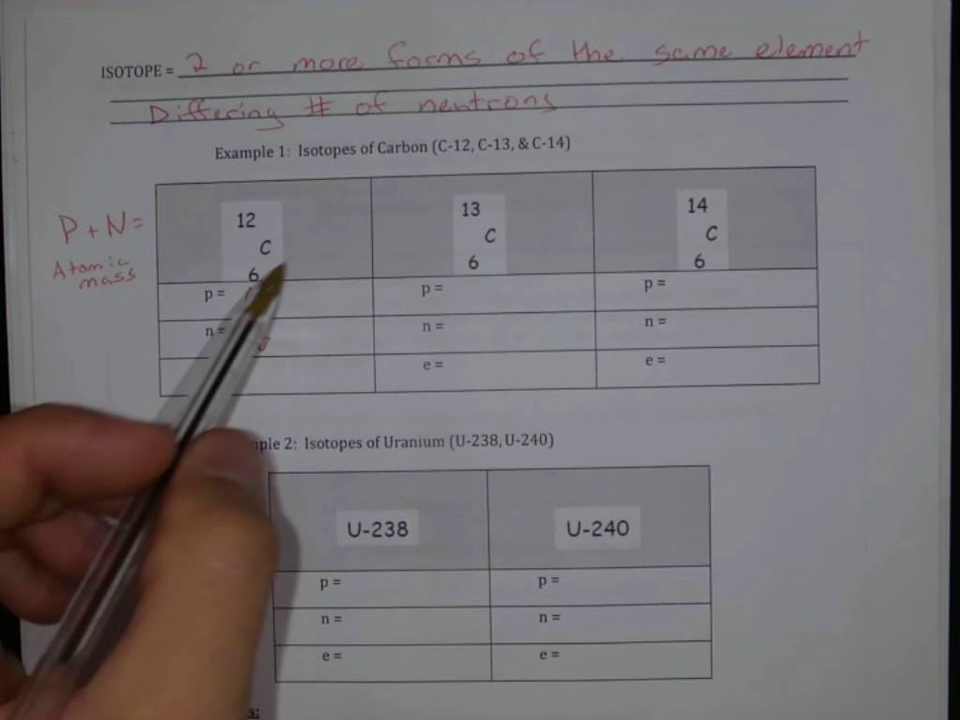 ISOTOPE = 2 or more forms of the same element
Differing # of neutrons
Example 1: Isotopes of Carbon (C-12, C-13, & C-14)
P + N =
Atomic
mass
12 13 14
C C C
6 6 6
p = p = p =
n = n = n =
e = e =
2: Isotopes of Uranium (U-238, U-240)
U-238 U-240
p = p =
n = n =
e = e =